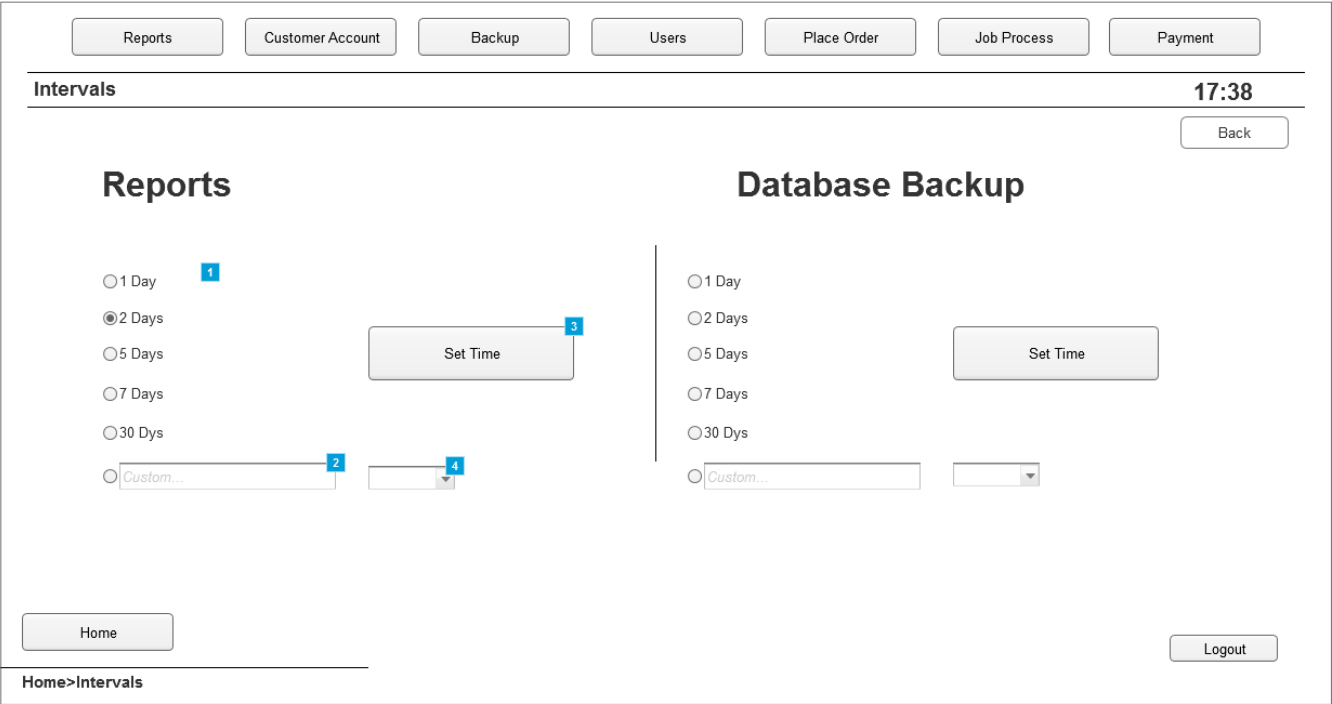 Reports Customer Account Backup Users Place Order Job Process Payment
Intervals 17:38
Back
Reports Database Backup
1 Day 1 1 Day
2 Days 3 2 Days
5 Days Set Time 5 Days Set Time
7 Days 7 Days
30 Dys 30 Dys
Custom... 2 4 Custom...
Home
Logout
Home>Intervals